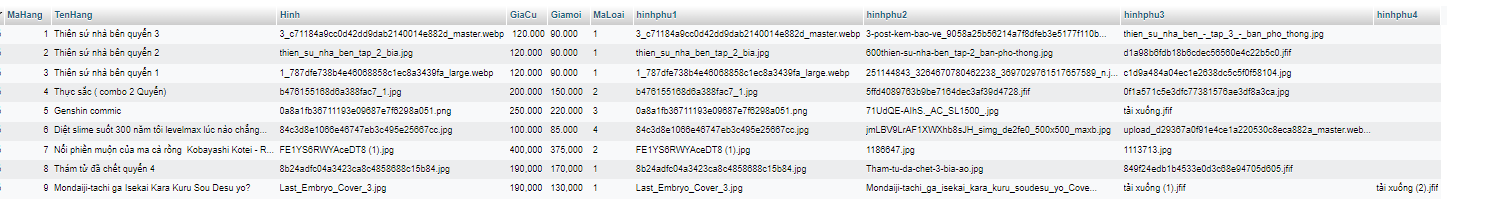 MaHang TenHang Hinh GiaCu Giamoi MaLoai hinhphu1 hinhphu2 hinhphu3 hinhphu4
1 Thiên sứ nhà bên quyển 3 3_c71184a9cc0d42dd9dab2140014e882d_master.webp 120.000 90.000 1 3_c71184a9cc0d42dd9dab2140014e882d_master.webp 3-post-kem-bao-ve_9058a25b56214a7f8dfeb3e5177f110b... thien_su_nha_ben_-_tap_3_-_ban_pho_thong.jpg
2 Thiên sứ nhà bên quyển 2 thien_su_nha_ben_tap_2_bia.jpg 120.000 90.000 1 thien_su_nha_ben_tap_2_bia.jpg 600thien-su-nha-ben_tap-2_ban-pho-thong.jpg d1a98b6fdb18b6cdec56560e4c22b5c0.jfif
3 Thiên sứ nhà bên quyển 1 1_787dfe738b4e46068858c1ec8a3439fa_large.webp 120.000 90.000 1 1_787dfe738b4e46068858c1ec8a3439fa_large.webp 251144843_3264670780462238_3697029761517657589_n.j... c1d9a484a04ec1e2638dc5c5f0f58104.jpg
4 Thực sắc ( combo 2 Quyển) b476155168d6a388fac7_1.jpg 200.000 150.000 2 b476155168d6a388fac7_1.jpg 5ffd4089763b9be7164dec3af39d4728.jfif 0f1a571c5e3dfc77381576ae3df8a3ca.jpg
5 Genshin commic 0a8a1fb36711193e09687e7f6298a051.png 250.000 220.000 3 0a8a1fb36711193e09687e7f6298a051.png 71UdQE-AIhS._AC_SL1500_.jpg tải xuống.jfif
6 Diệt slime suốt 300 năm tôi levelmax lúc nào chẳng... 84c3d8e1066e46747eb3c495e25667cc.jpg 100.000 85.000 4 84c3d8e1066e46747eb3c495e25667cc.jpg jmLBV9LrAF1XWXhb8sJH_simg_de2fe0_500x500_maxb.jpg upload_d29367a0f91e4ce1a220530c8eca882a_master.web...
7 Nỗi phiền muộn của ma cà rồng Kobayashi Kotei - R... FE1YS6RWYAceDT8 (1).jpg 400,000 375,000 2 FE1YS6RWYAceDT8 (1).jpg 1186647.jpg 1113713.jpg
8 Thám tử đã chết quyển 4 8b24adfc04a3423ca8c4858688c15b84.jpg 190,000 170,000 1 8b24adfc04a3423ca8c4858688c15b84.jpg Tham-tu-da-chet-3-bia-ao.jpg 849f24edb1b4533e0d3c68e94705d605.jfif
9 Mondaiji-tachi ga Isekai Kara Kuru Sou Desu yo? Last_Embryo_Cover_3.jpg 190,000 130,000 1 Last_Embryo_Cover_3.jpg Mondaiji-tachi_ga_isekai_kara_kuru_soudesu_yo_Cove... tải xuống (1).jfif tải xuống (2).jfif